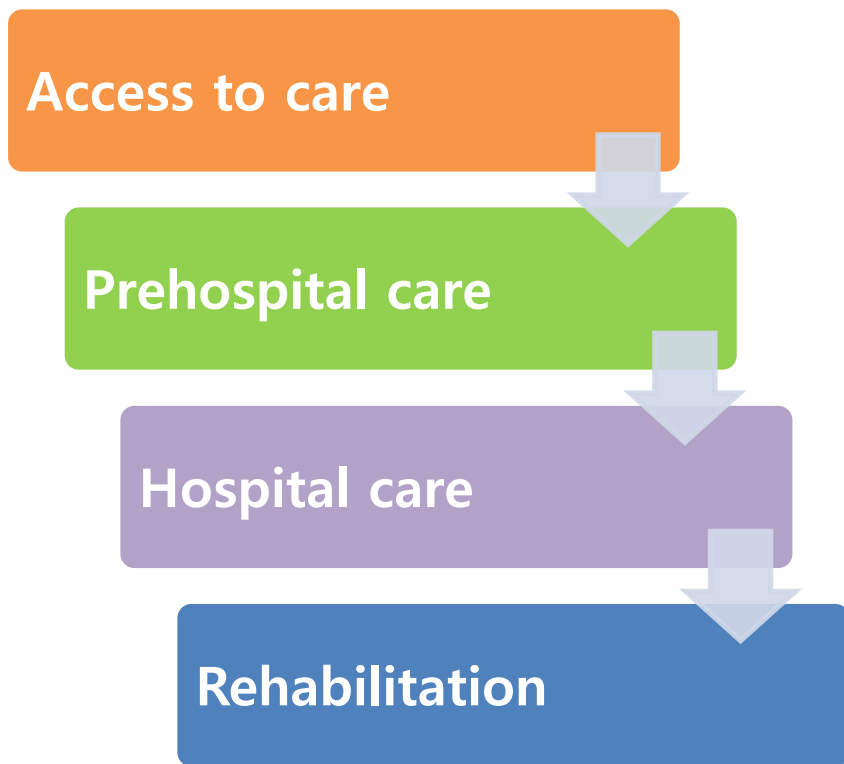 Access to care
Prehospital care
Hospital care
Rehabilitation